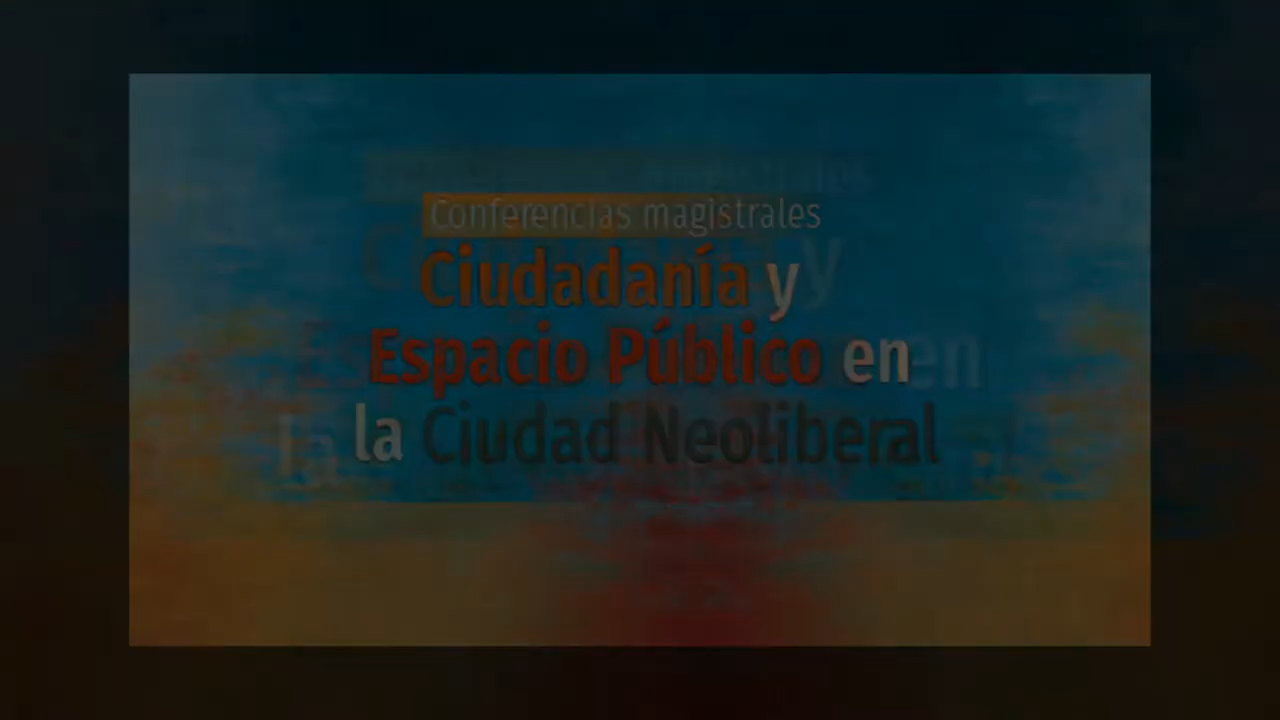 Conferencias magistrales
Ciudadanía y
Espacio Público en
la Ciudad Neoliberal